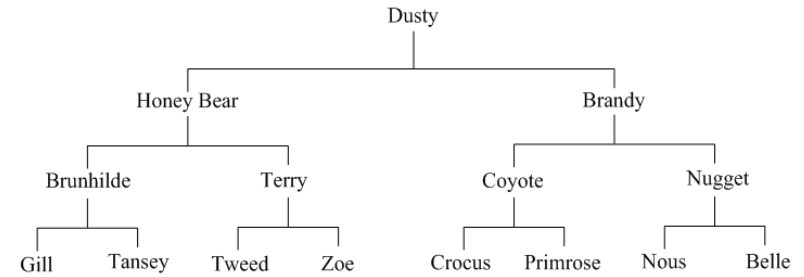 Dusty
Honey Bear Brandy
Brunhilde Terry Coyote Nugget
Gill Tansey Tweed Zoe Crocus Primrose Nous Belle